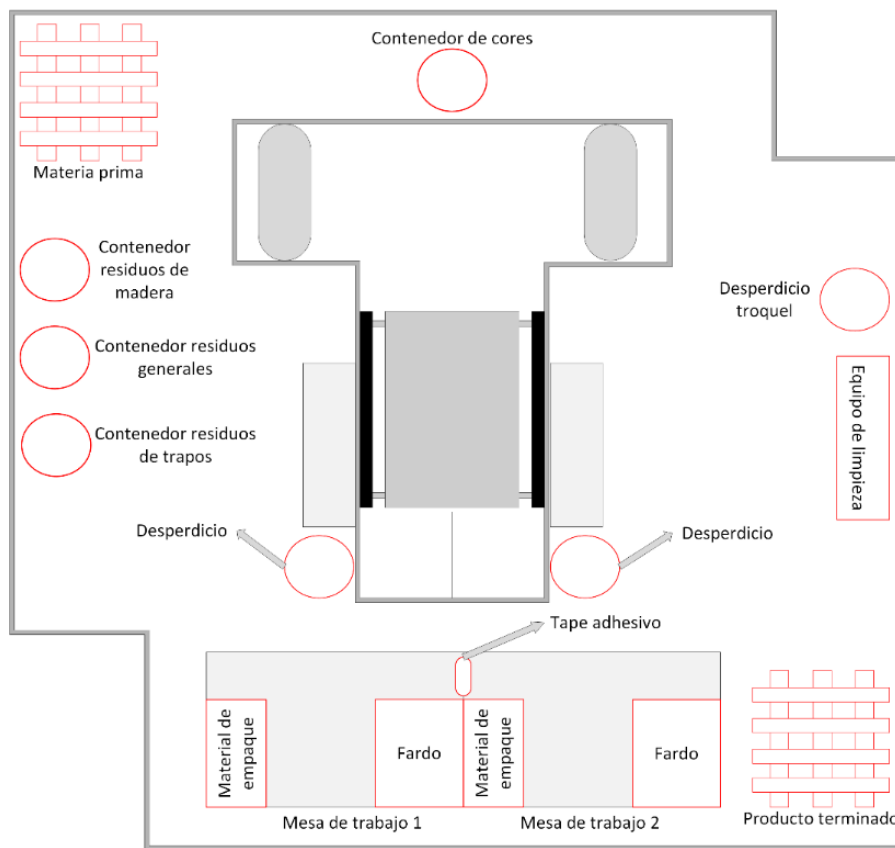 Contenedor de cores
Materia prima
Contenedor
residuos de
madera
Desperdicio
troquel
Contenedor residuos
generales
Equipo de limpieza
Contenedor residuos
de trapos
Desperdicio
Desperdicio
Tape adhesivo
Material de
empaque
Fardo
Material de
empaque
Fardo
Mesa de trabajo 1
Mesa de trabajo 2
Producto terminado